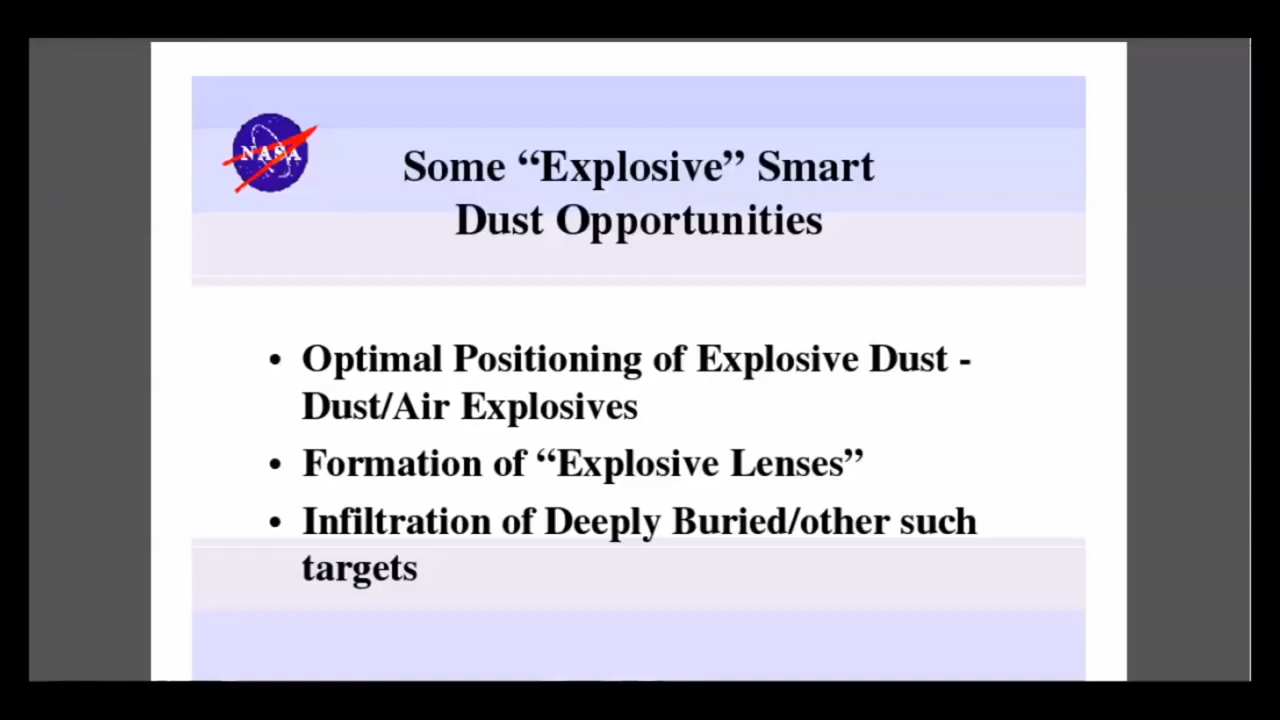 NASA
Some “Explosive” Smart
Dust Opportunities
• Optimal Positioning of Explosive Dust -
Dust/Air Explosives
• Formation of “Explosive Lenses”
• Infiltration of Deeply Buried/other such
targets